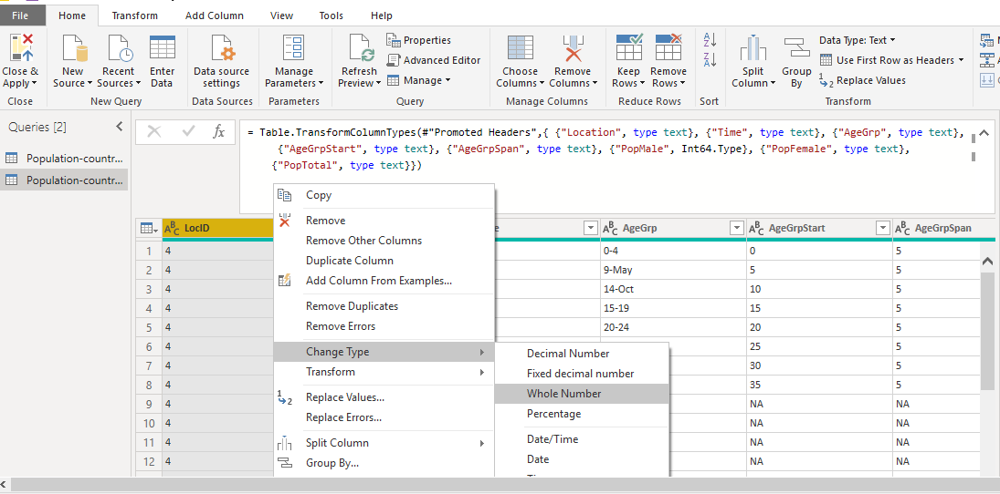 File Home Transform Add Column View Tools Help
Close & Apply New Source Recent Sources Enter Data Data source settings Manage Parameters Refresh Preview Properties Advanced Editor Manage Choose Columns Remove Columns Keep Rows Remove Rows Split Column Group By Data Type: Text Use First Row as Headers Replace Values
Close New Query Data Sources Parameters Query Manage Columns Reduce Rows Sort Transform
Queries [2]
Population-countr...
Population-countr...
fx
= Table.TransformColumnTypes(#"Promoted Headers",{ {"Location", type text}, {"Time", type text}, {"AgeGrp", type text},
{"AgeGrpStart", type text}, {"AgeGrpSpan", type text}, {"PopMale", Int64.Type}, {"PopFemale", type text},
{"PopTotal", type text}})
ABC LocID e ABC AgeGrp ABC AgeGrpStart ABC AgeGrpSpan
1 4 0-4 0 5
2 4 9-May 5 5
3 4 14-Oct 10 5
4 4 15-19 15 5
5 4 20-24 20 5
6 4 25 5
7 4 30 5
8 4 35 5
9 4 NA NA
10 4 NA NA
11 4 NA NA
12 4 NA NA
Copy
Remove
Remove Other Columns
Duplicate Column
Add Column From Examples...
Remove Duplicates
Remove Errors
Change Type
Transform
Replace Values...
Replace Errors...
Split Column
Group By...
Decimal Number
Fixed decimal number
Whole Number
Percentage
Date/Time
Date